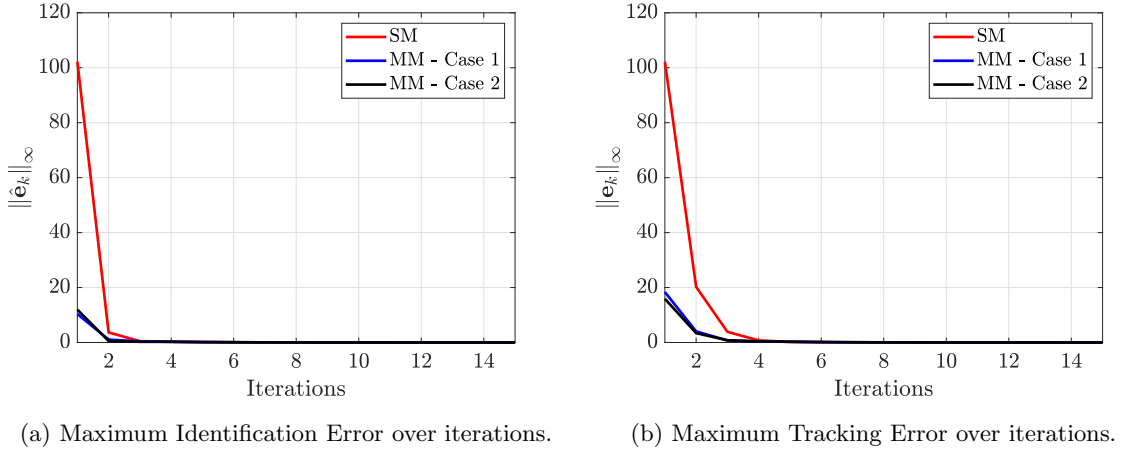 120
100
80
60
40
20
0
‖ê_k‖_∞
2 4 6 8 10 12 14
Iterations
SM
MM - Case 1
MM - Case 2
(a) Maximum Identification Error over iterations.
120
100
80
60
40
20
0
‖e_k‖_∞
2 4 6 8 10 12 14
Iterations
SM
MM - Case 1
MM - Case 2
(b) Maximum Tracking Error over iterations.